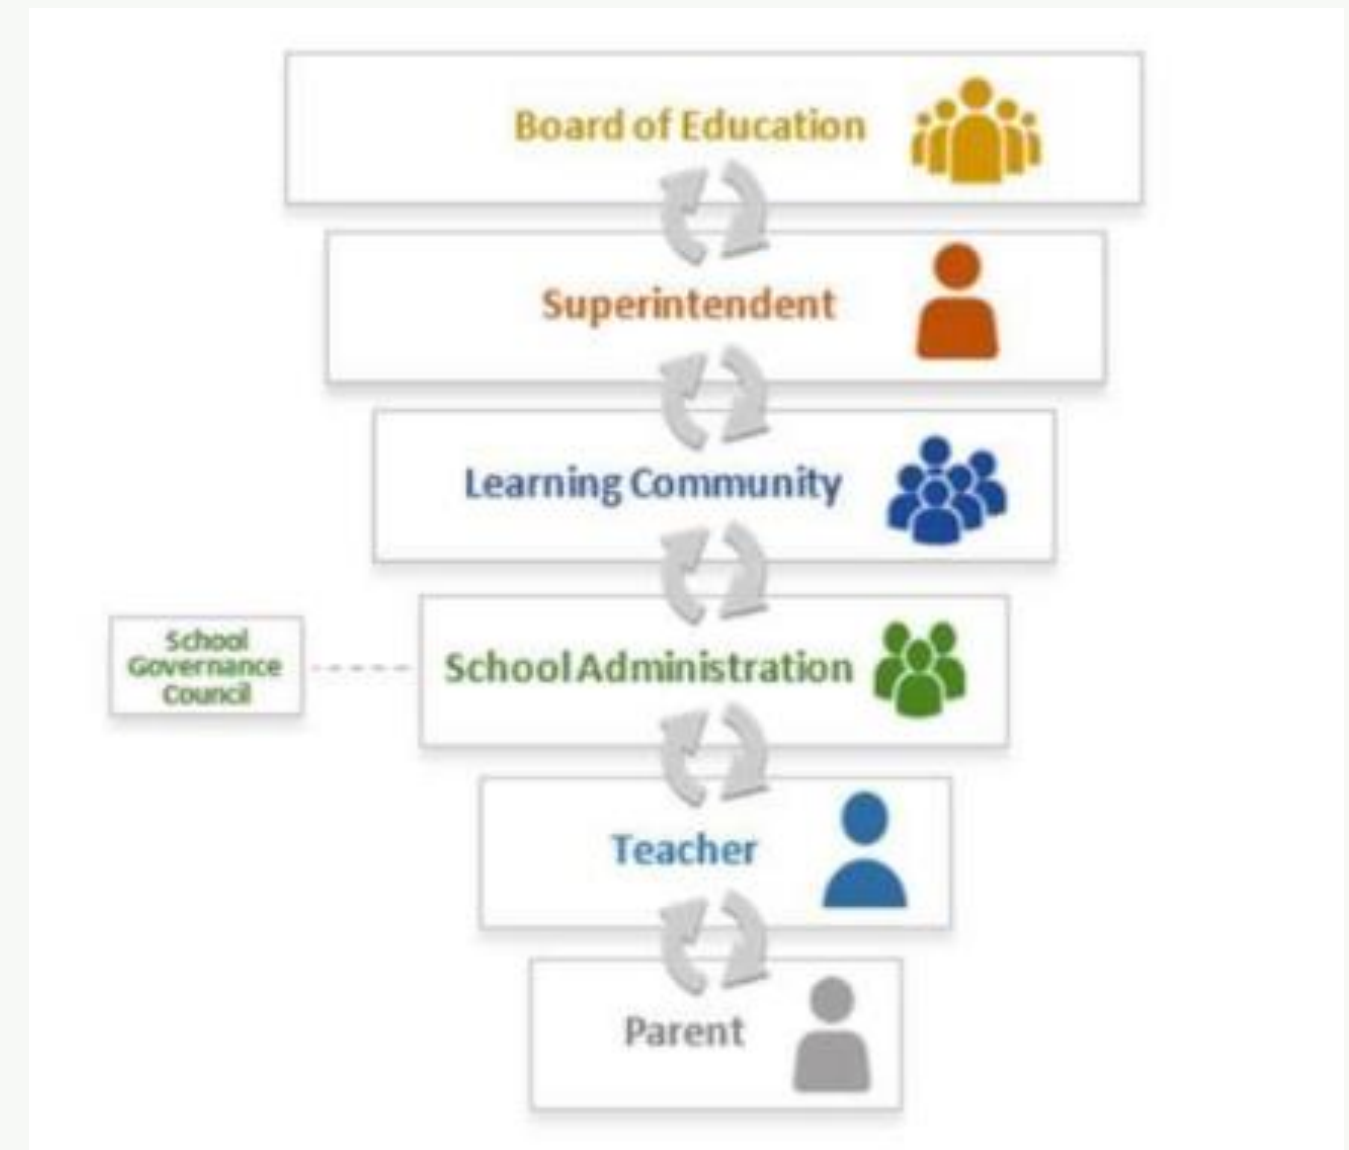 Board of Education
Superintendent
Learning Community
School
Governance
Council
School Administration
Teacher
Parent